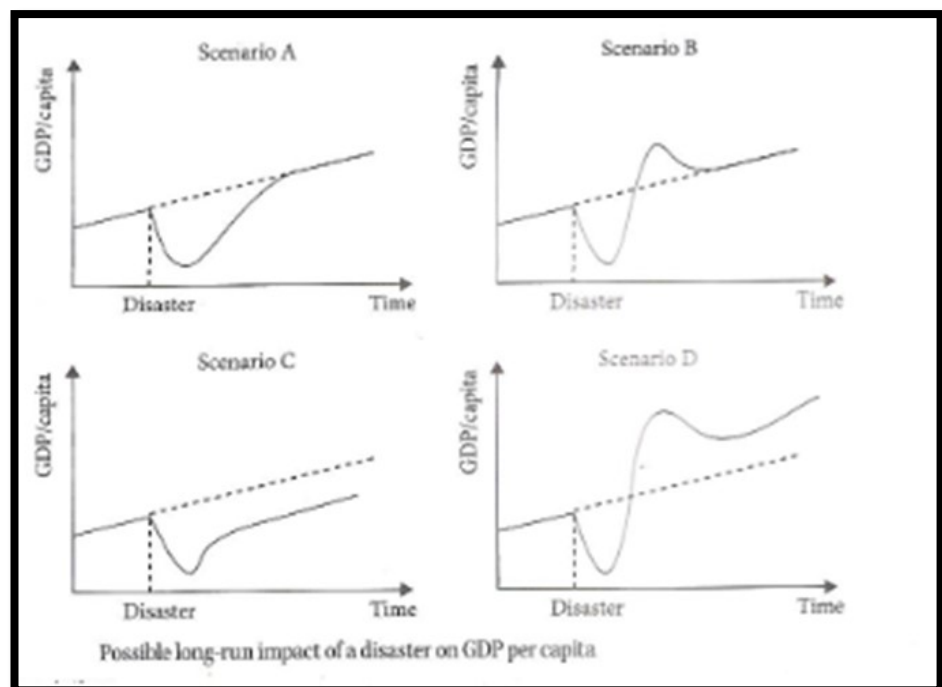 Scenario A
GDP/capita
Disaster
Time
Scenario B
GDP/capita
Disaster
Time
Scenario C
GDP/capita
Disaster
Time
Scenario D
GDP/capita
Disaster
Time
Possible long-run impact of a disaster on GDP per capita